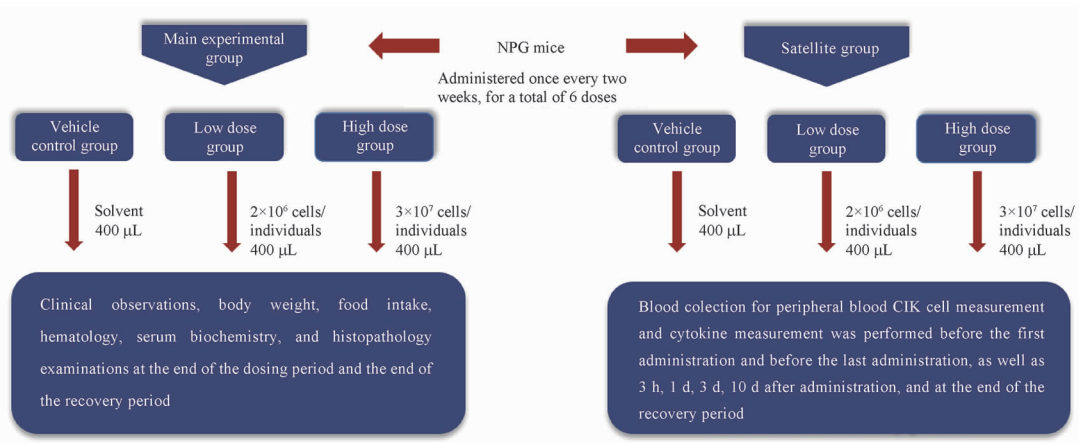 Main experimental
group
NPG mice
Administered once every two
weeks, for a total of 6 doses
Satellite group
Vehicle
control group
Low dose
group
High dose
group
Vehicle
control group
Low dose
group
High dose
group
Solvent
400 μL
2×10⁶ cells/
individuals
400 μL
3×10⁷ cells/
individuals
400 μL
Solvent
400 μL
2×10⁶ cells/
individuals
400 μL
3×10⁷ cells/
individuals
400 μL
Clinical observations, body weight, food intake,
hematology, serum biochemistry, and histopathology
examinations at the end of the dosing period and the end of
the recovery period
Blood colection for peripheral blood CIK cell measurement
and cytokine measurement was performed before the first
administration and before the last administration, as well as
3 h, 1 d, 3 d, 10 d after administration, and at the end of the
recovery period